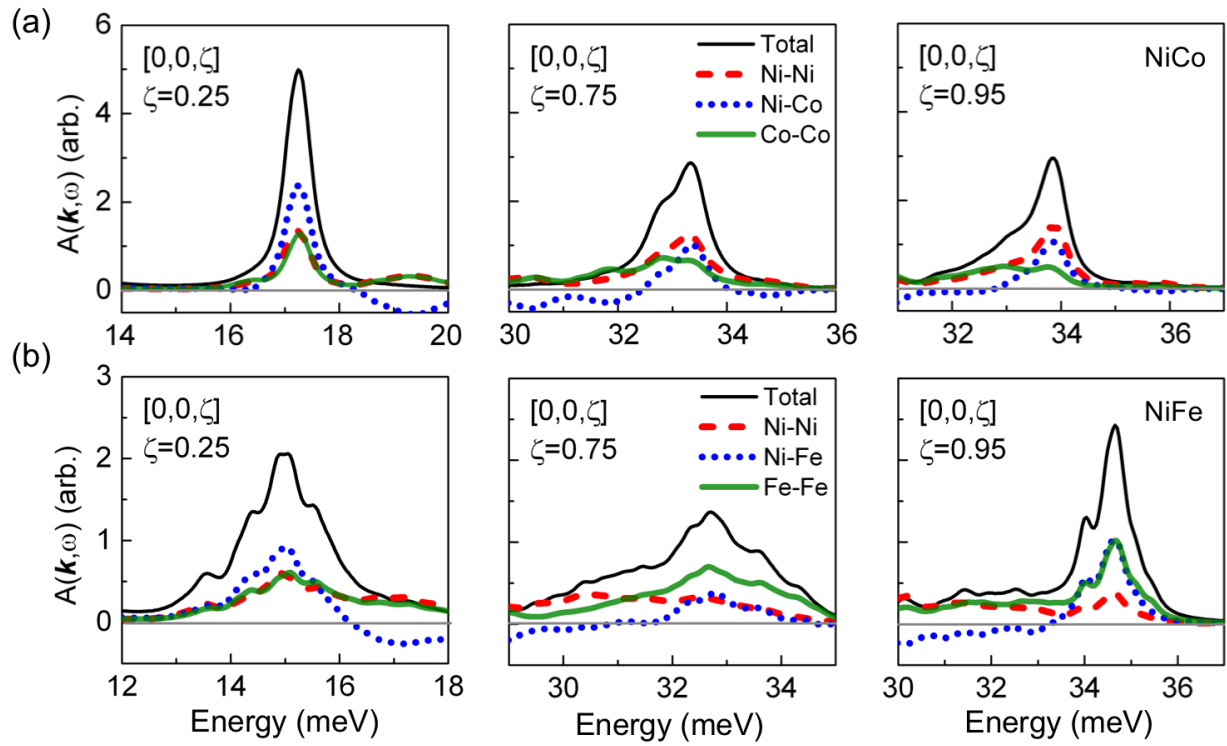 (a)
A(k,ω) (arb.)
6
4
2
0
[0,0,ζ]
ζ=0.25
14 16 18 20
[0,0,ζ]
ζ=0.75
Total
Ni-Ni
Ni-Co
Co-Co
30 32 34 36
[0,0,ζ]
ζ=0.95
NiCo
32 34 36
(b)
A(k,ω) (arb.)
3
2
1
0
[0,0,ζ]
ζ=0.25
12 14 16 18
Energy (meV)
[0,0,ζ]
ζ=0.75
Total
Ni-Ni
Ni-Fe
Fe-Fe
30 32 34
Energy (meV)
[0,0,ζ]
ζ=0.95
NiFe
30 32 34 36
Energy (meV)